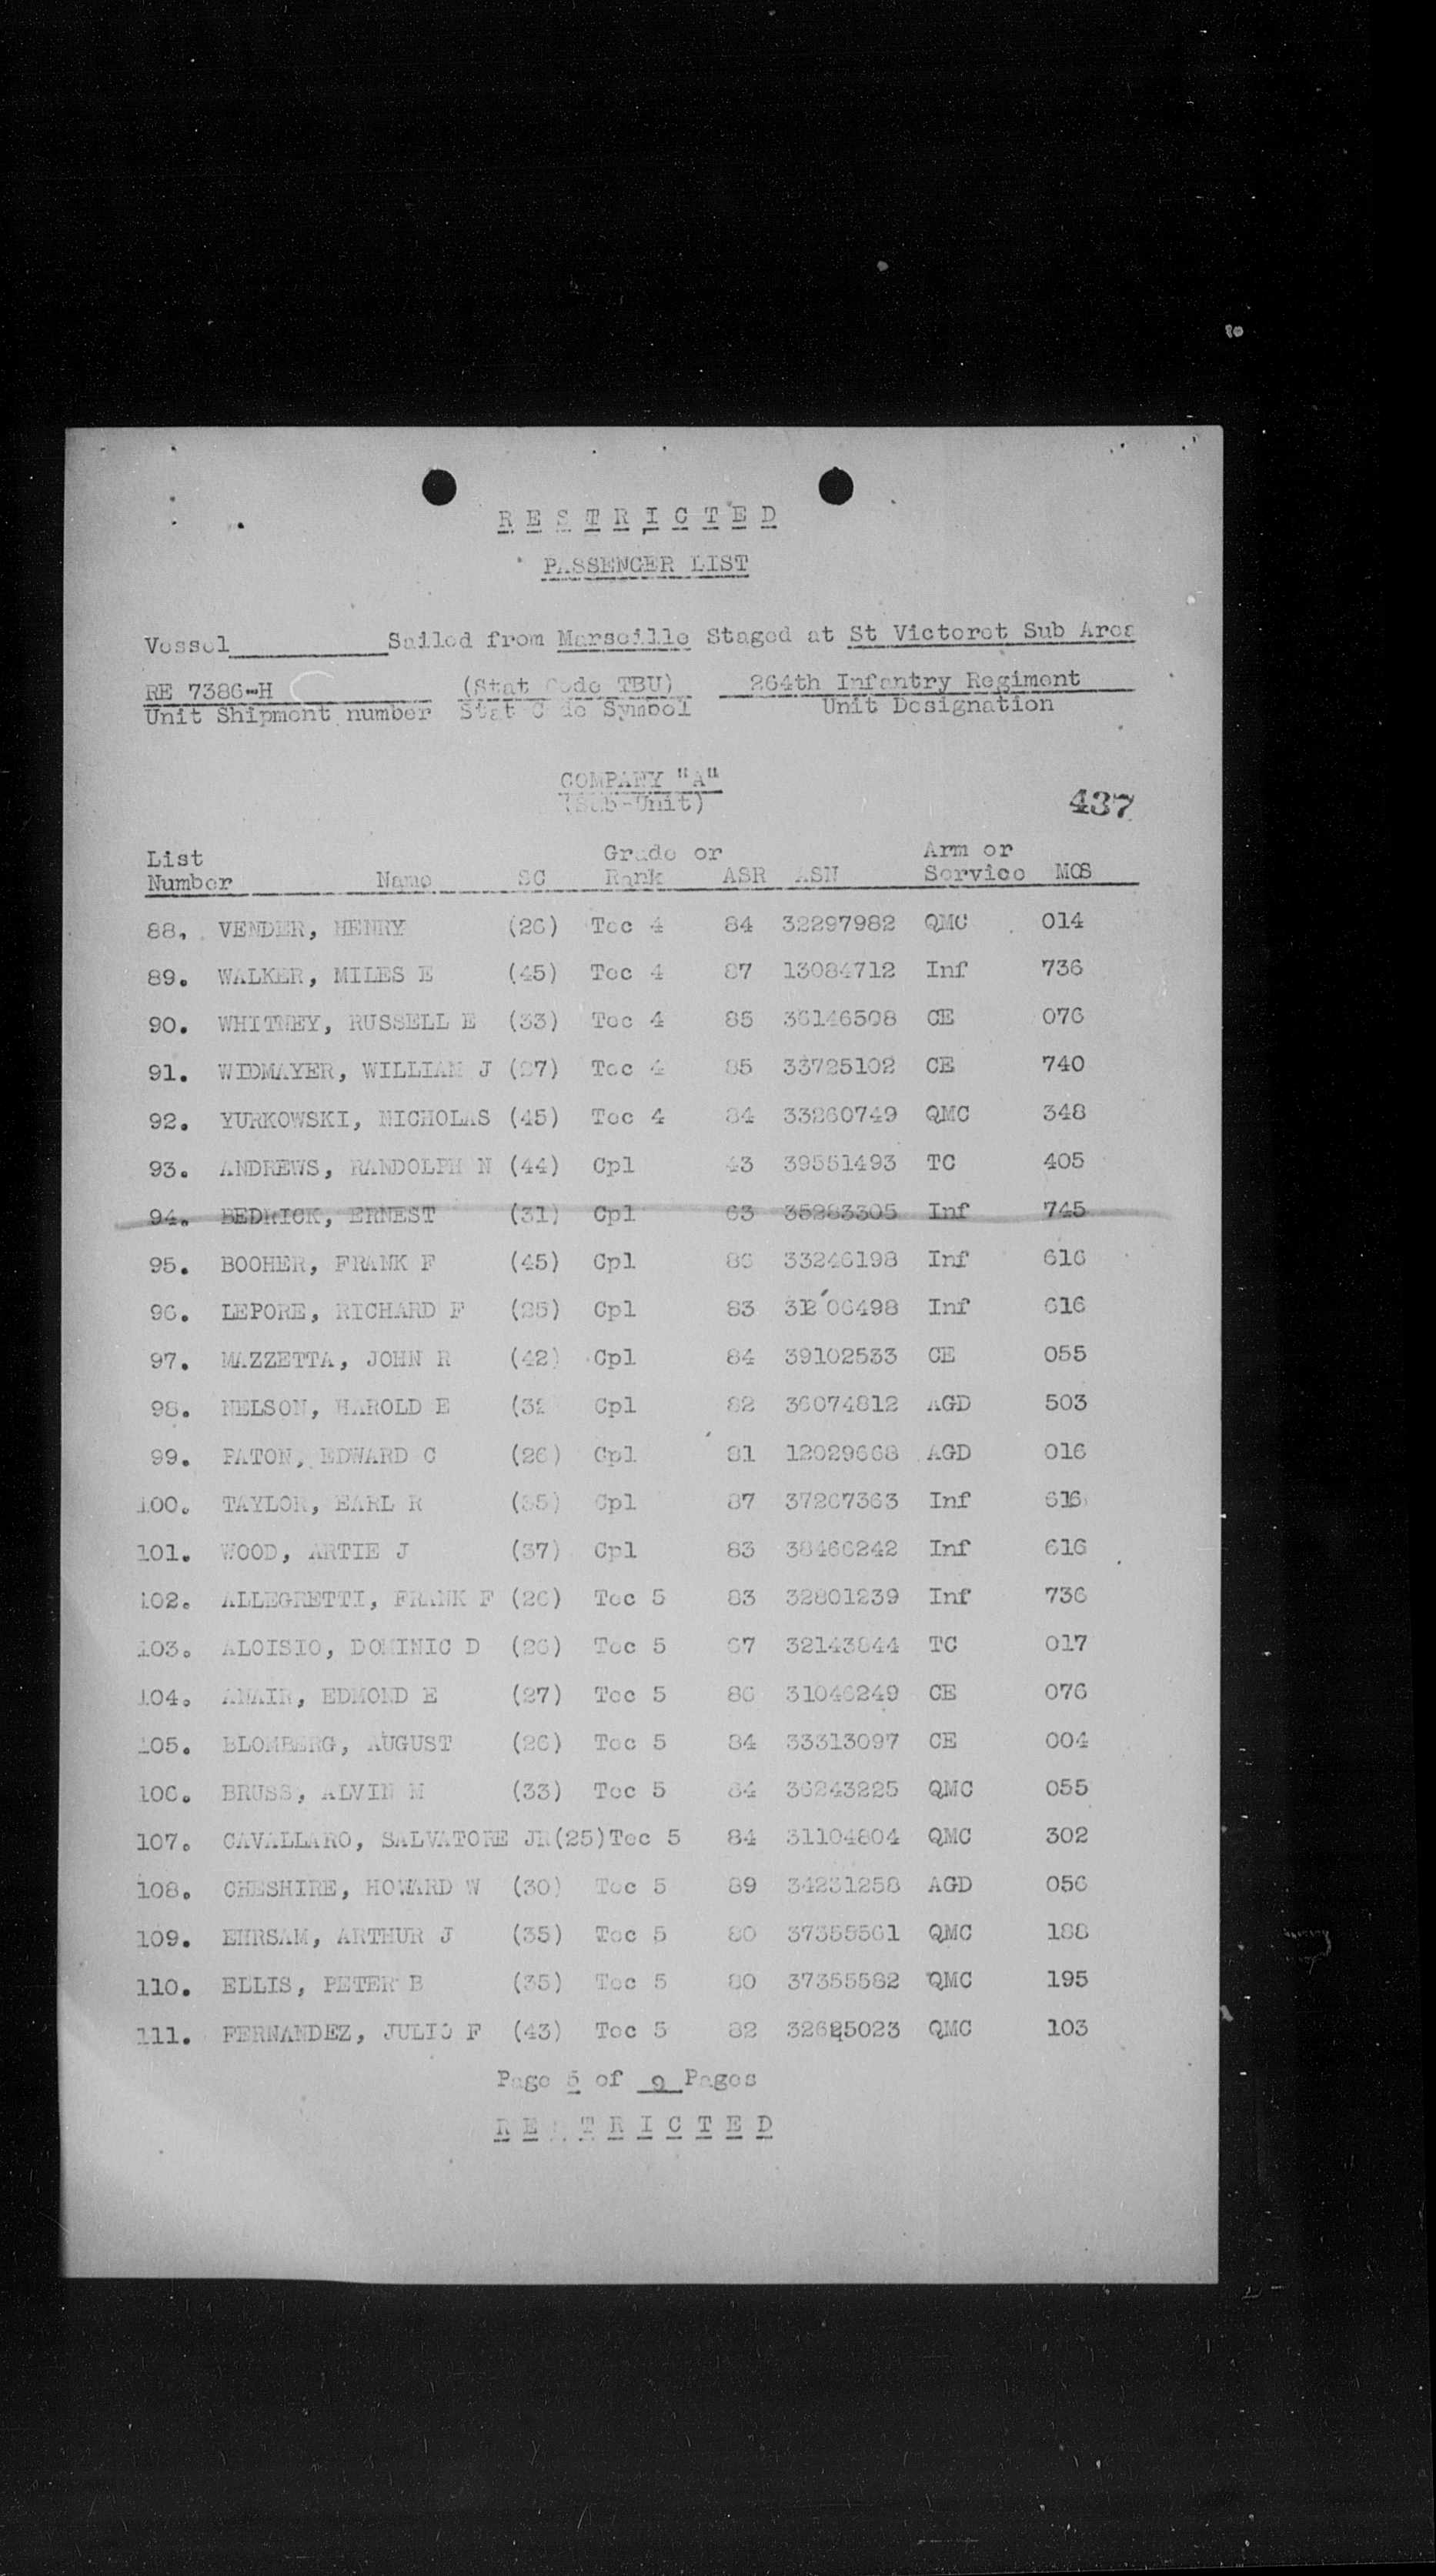 R E S T R I C T E D
PASSENGER LIST
Vessel Sailed from Marseille Staged at St Victoret Sub Area
RE 7386-H (Stat Code TBU) 264th Infantry Regiment
Unit Shipment number Stat Code Symbol Unit Designation
COMPANY "A"
(Sub-Unit)
437
List Grade or Arm or
Number Name SC Rank ASR ASN Service MOS
88. VENDER, HENRY (26) Tec 4 84 32297982 QMC 014
89. WALKER, MILES E (45) Tec 4 87 13084712 Inf 736
90. WHITNEY, RUSSELL E (33) Tec 4 85 36146508 CE 076
91. WIDMAYER, WILLIAM J (27) Tec 4 85 33725102 CE 740
92. YURKOWSKI, NICHOLAS (45) Tec 4 84 33260749 QMC 348
93. ANDREWS, RANDOLPH N (44) Cpl 43 39551493 TC 405
94. BEDRICK, ERNEST (31) Cpl 63 35283305 Inf 745
95. BOOHER, FRANK F (45) Cpl 86 33246198 Inf 616
96. LEPORE, RICHARD F (25) Cpl 83 Inf 616
97. MAZZETTA, JOHN R (42) Cpl 84 39102533 CE 055
98. NELSON, HAROLD E Cpl 82 36074812 AGD 503
99. PATON, EDWARD C (26) Cpl 81 12029668 AGD 016
100. TAYLOR, EARL R (35) Cpl 87 37267363 Inf 616
101. WOOD, ARTIE J (37) Cpl 83 38466242 Inf 616
102. ALLEGRETTI, FRANK F (26) Tec 5 83 32801239 Inf 736
103. ALOISIO, DOMINIC D (26) Tec 5 67 32143844 TC 017
104. AMAIR, EDMOND E (27) Tec 5 86 31046249 CE 076
105. BLOMBERG, AUGUST (26) Tec 5 84 33313097 CE 004
106. BRUSS, ALVIN M (33) Tec 5 84 36243225 QMC 055
107. CAVALLARO, SALVATORE JR (25) Tec 5 84 31104804 QMC 302
108. CHESHIRE, HOWARD W (30) Tec 5 89 34231258 AGD 056
109. EHRSAM, ARTHUR J (35) Tec 5 80 37355561 QMC 188
110. ELLIS, PETER B (35) Tec 5 80 37355582 QMC 195
111. FERNANDEZ, JULIO F (43) Tec 5 82 32685023 QMC 103
Page 5 of 9 Pages
R E S T R I C T E D